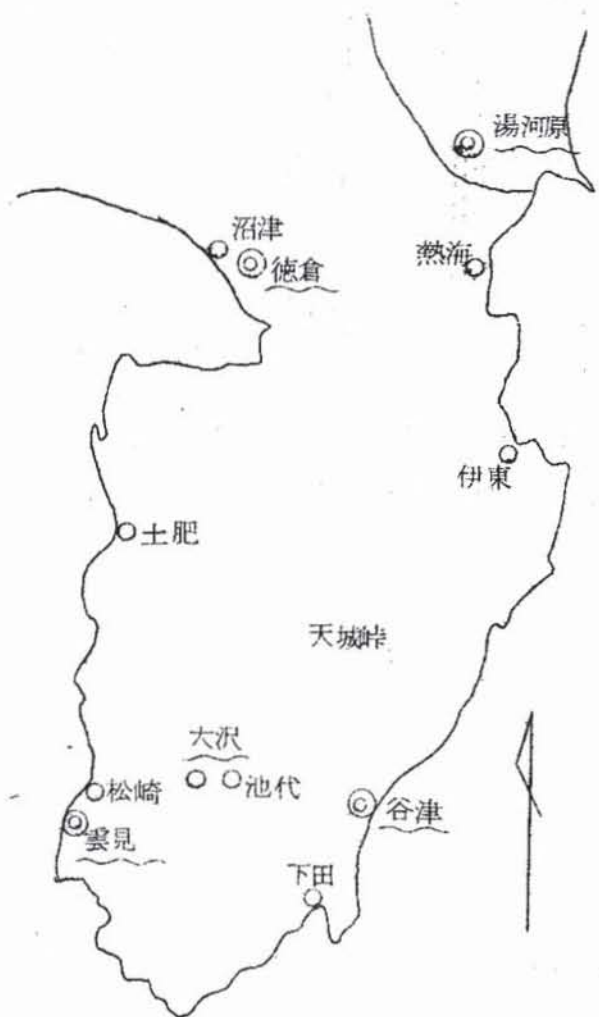 湯河原
沼津
徳倉
熱海
伊東
土肥
天城峠
大沢
池代
松崎
谷津
雲見
下田